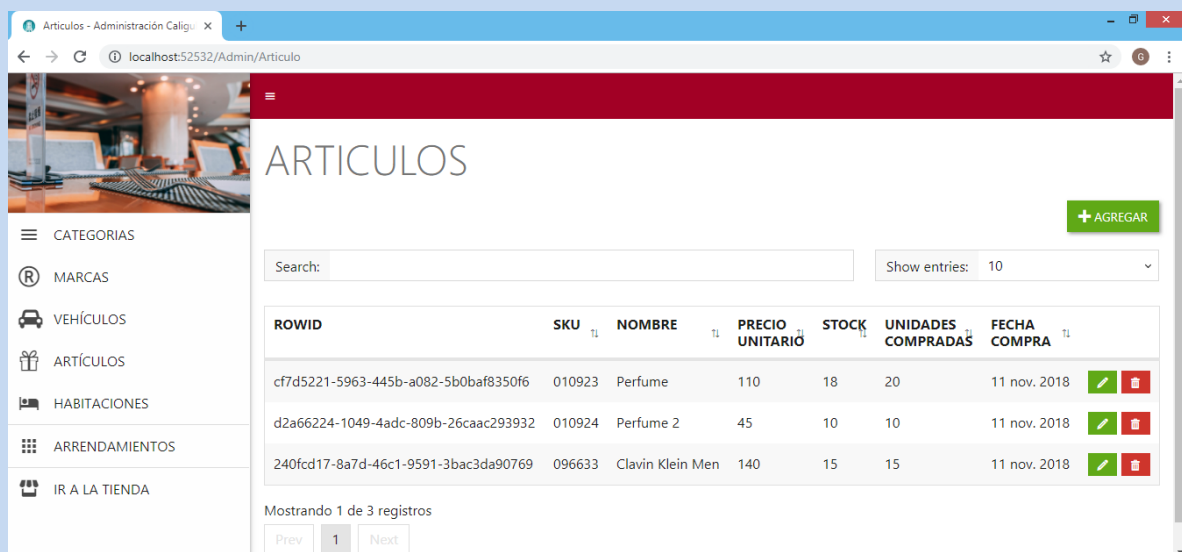 Articulos - Administración Caligu
localhost:52532/Admin/Articulo
G
ARTICULOS
AGREGAR
CATEGORIAS
MARCAS
VEHÍCULOS
ARTÍCULOS
HABITACIONES
ARRENDAMIENTOS
IR A LA TIENDA
Search:
Show entries: 10
ROWID SKU NOMBRE PRECIO UNITARIO STOCK UNIDADES COMPRADAS FECHA COMPRA
cf7d5221-5963-445b-a082-5b0baf8350f6 010923 Perfume 110 18 20 11 nov. 2018
d2a66224-1049-4adc-809b-26caac293932 010924 Perfume 2 45 10 10 11 nov. 2018
240fcd17-8a7d-46c1-9591-3bac3da90769 096633 Clavin Klein Men 140 15 15 11 nov. 2018
Mostrando 1 de 3 registros
Prev 1 Next